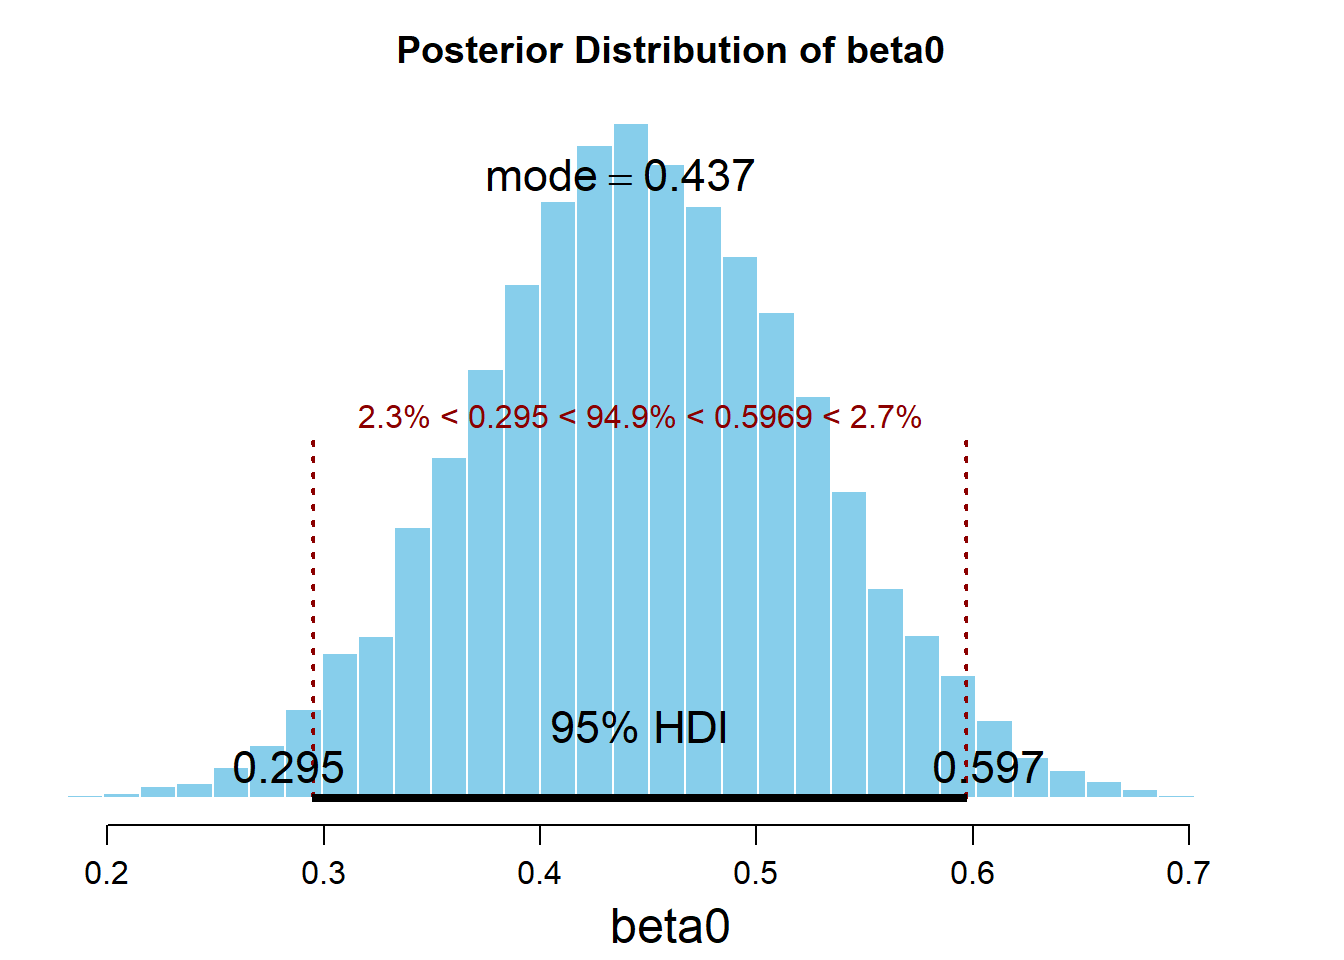 Posterior Distribution of beta0
mode = 0.437
2.3% < 0.295 < 94.9% < 0.5969 < 2.7%
95% HDI
0.295 0.597
0.2 0.3 0.4 0.5 0.6 0.7
beta0